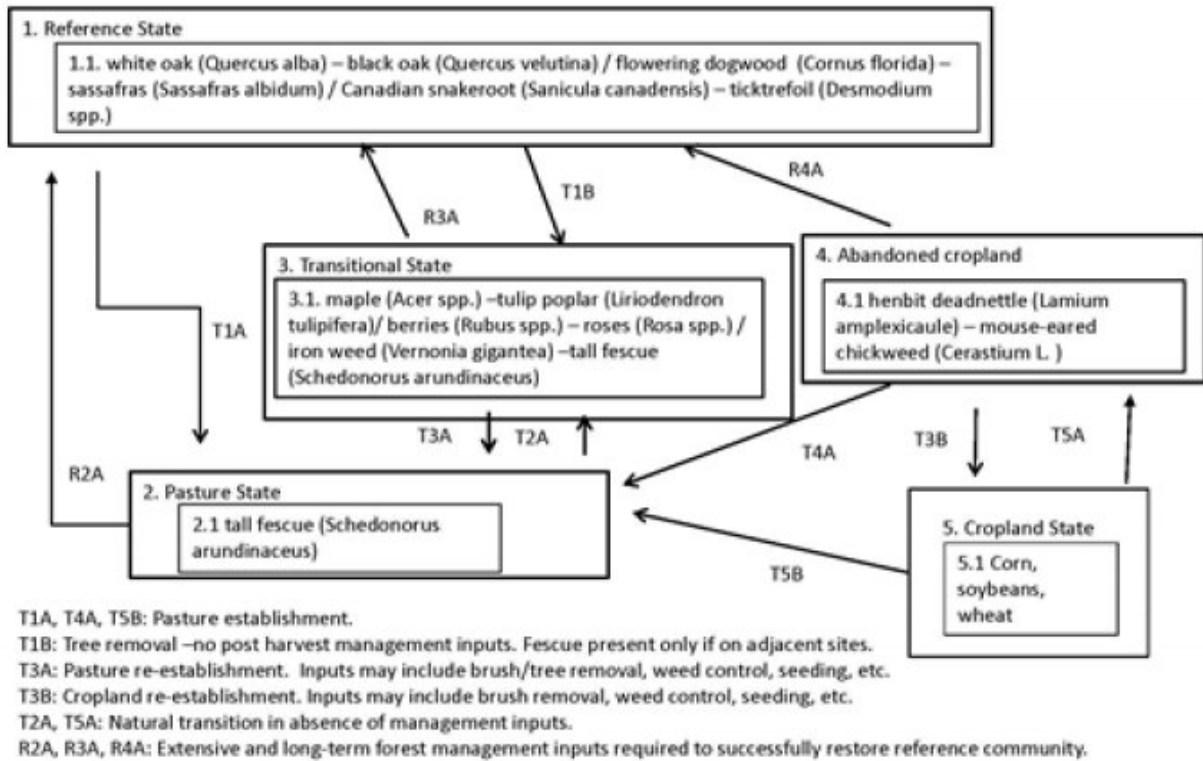 1. Reference State
1.1. white oak (Quercus alba) – black oak (Quercus velutina) / flowering dogwood (Cornus florida) –
sassafras (Sassafras albidum) / Canadian snakeroot (Sanicula canadensis) – ticktrefoil (Desmodium
spp.)
R4A
T1B
R3A
3. Transitional State
3.1. maple (Acer spp.) –tulip poplar (Liriodendron
tulipifera)/ berries (Rubus spp.) – roses (Rosa spp.) /
iron weed (Vernonia gigantea) –tall fescue
(Schedonorus arundinaceus)
4. Abandoned cropland
4.1 henbit deadnettle (Lamium
amplexicaule) – mouse-eared
chickweed (Cerastium L. )
T1A
T3A
T2A
T4A
T3B
T5A
R2A
2. Pasture State
2.1 tall fescue (Schedonorus
arundinaceus)
5. Cropland State
5.1 Corn,
soybeans,
wheat
T5B
T1A, T4A, T5B: Pasture establishment.
T1B: Tree removal –no post harvest management inputs. Fescue present only if on adjacent sites.
T3A: Pasture re-establishment. Inputs may include brush/tree removal, weed control, seeding, etc.
T3B: Cropland re-establishment. Inputs may include brush removal, weed control, seeding, etc.
T2A, T5A: Natural transition in absence of management inputs.
R2A, R3A, R4A: Extensive and long-term forest management inputs required to successfully restore reference community.